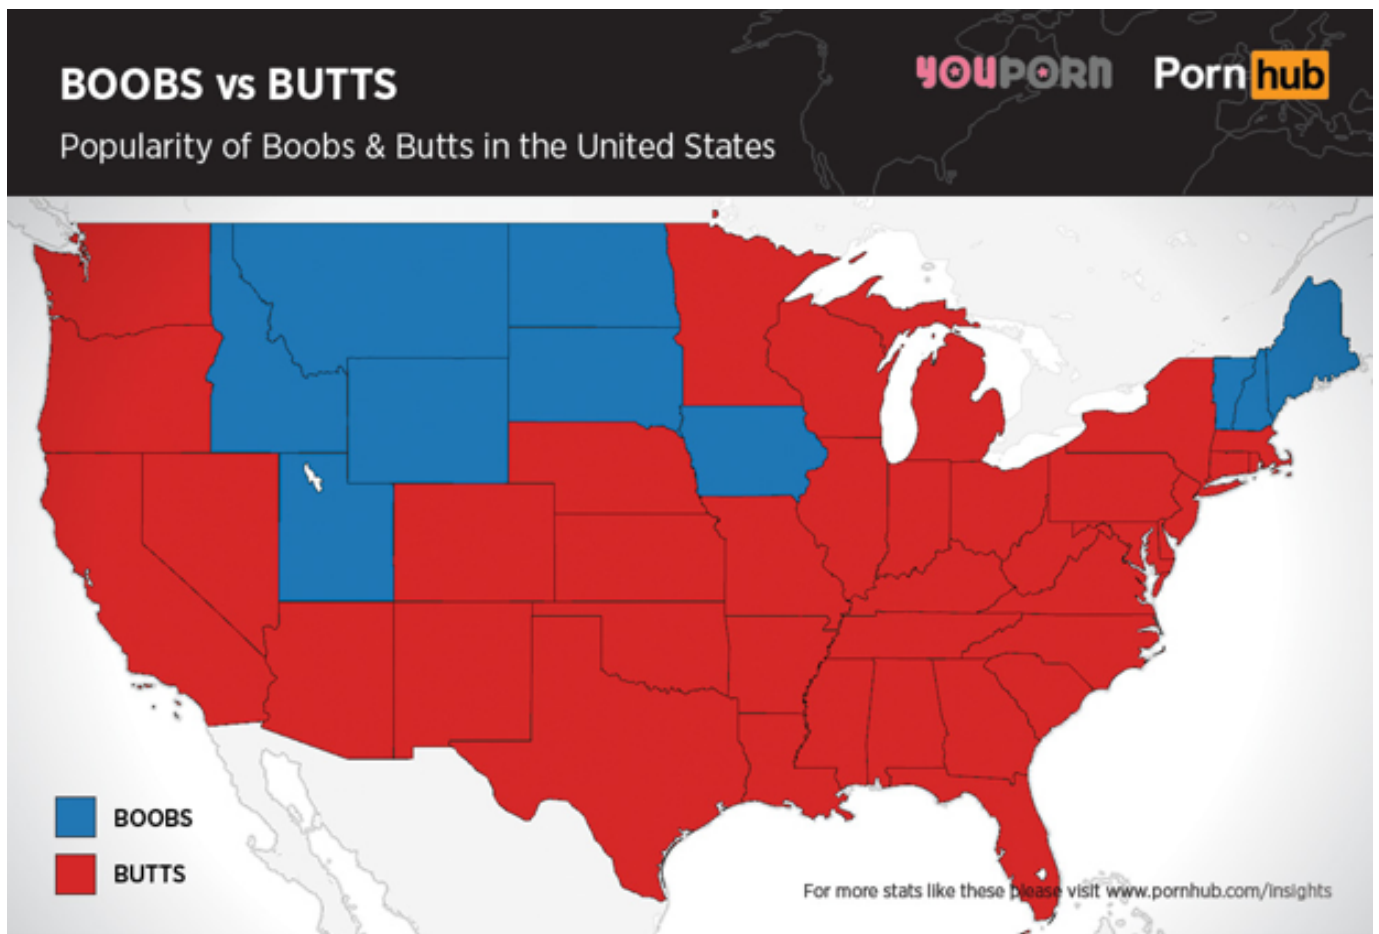 BOOBS vs BUTTS
Popularity of Boobs & Butts in the United States
YOUPORN
Pornhub
BOOBS
BUTTS
For more stats like these please visit www.pornhub.com/insights